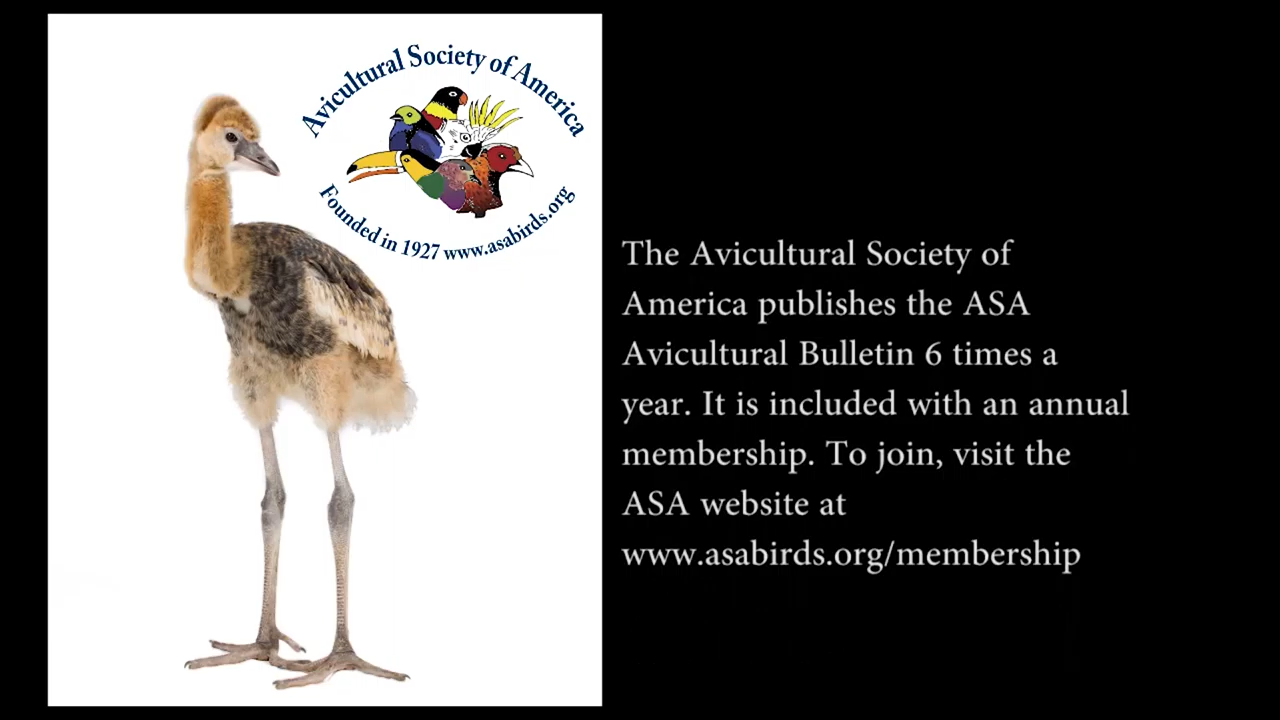 Avicultural Society of America
Founded in 1927 www.asabirds.org
The Avicultural Society of
America publishes the ASA
Avicultural Bulletin 6 times a
year. It is included with an annual
membership. To join, visit the
ASA website at
www.asabirds.org/membership